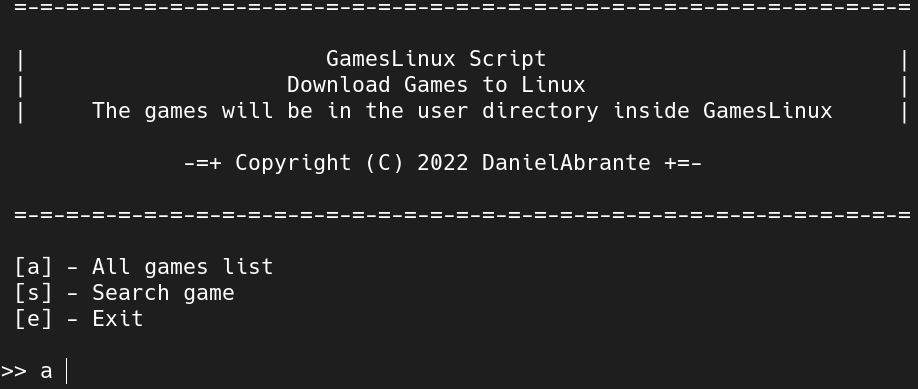 =-=-=-=-=-=-=-=-=-=-=-=-=-=-=-=-=-=-=-=-=-=-=-=-=-=-=-=-=-=-=-=-=-=
| GamesLinux Script |
| Download Games to Linux |
| The games will be in the user directory inside GamesLinux |
-=+ Copyright (C) 2022 DanielAbrante +=-
=-=-=-=-=-=-=-=-=-=-=-=-=-=-=-=-=-=-=-=-=-=-=-=-=-=-=-=-=-=-=-=-=-=
[a] - All games list
[s] - Search game
[e] - Exit
>> a